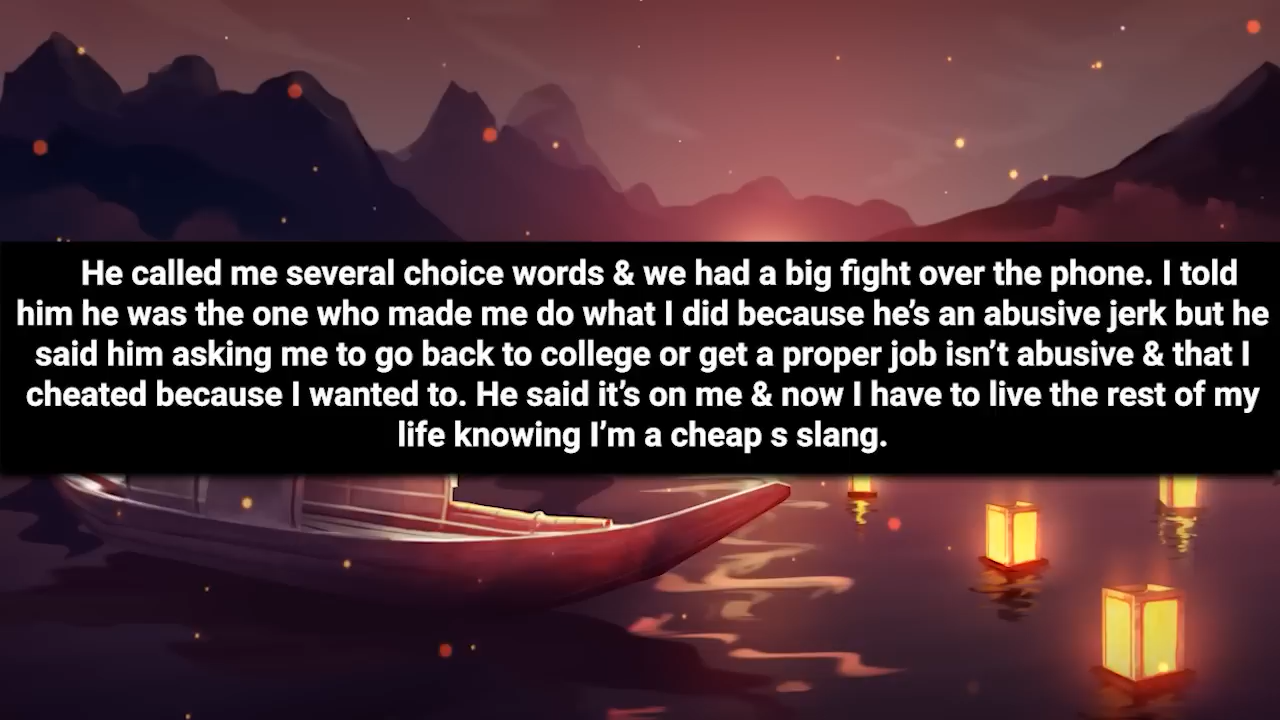 He called me several choice words & we had a big fight over the phone. I told
him he was the one who made me do what I did because he’s an abusive jerk but he
said him asking me to go back to college or get a proper job isn’t abusive & that I
cheated because I wanted to. He said it’s on me & now I have to live the rest of my
life knowing I’m a cheap s slang.